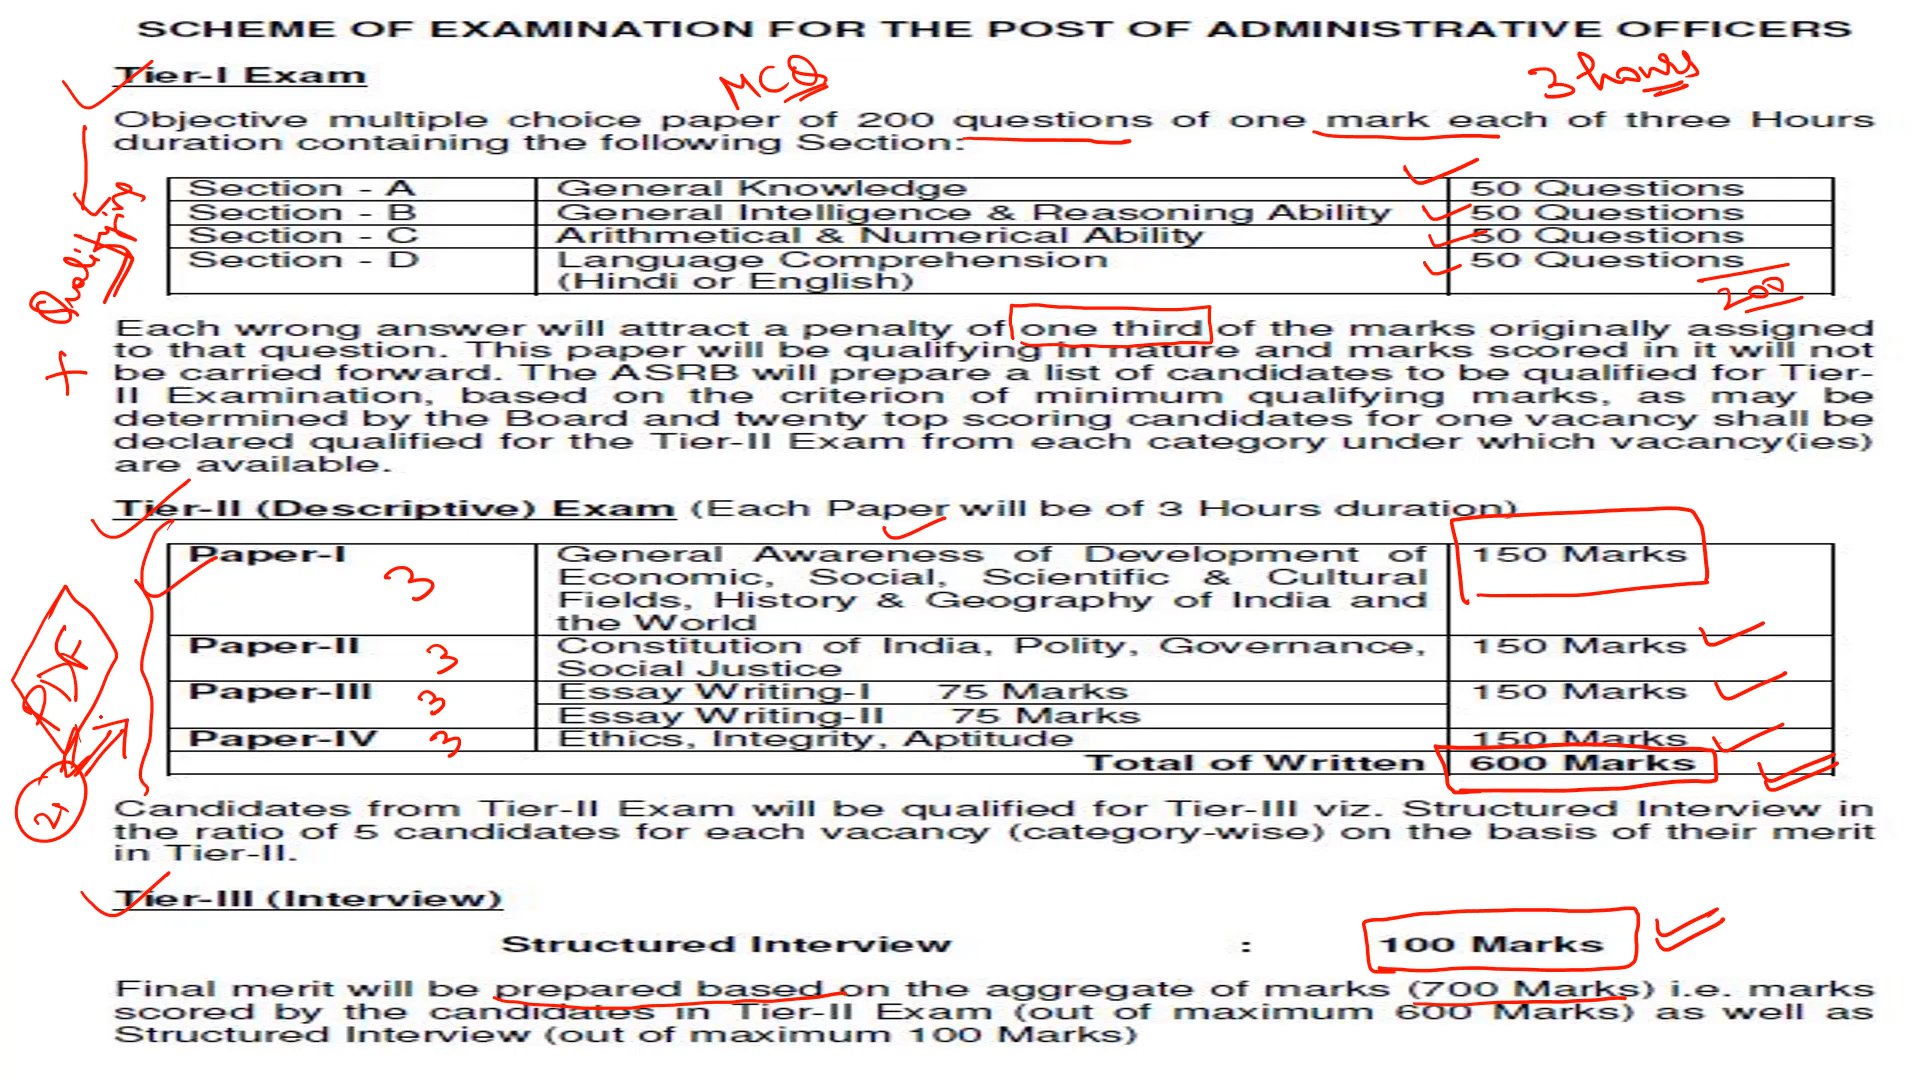 SCHEME OF EXAMINATION FOR THE POST OF ADMINISTRATIVE OFFICERS
Tier-I Exam
MCQ
3 hours
Objective multiple choice paper of 200 questions of one mark each of three Hours
duration containing the following Section:
Section - A General Knowledge 50 Questions
Section - B General Intelligence & Reasoning Ability 50 Questions
Section - C Arithmetical & Numerical Ability 50 Questions
Section - D Language Comprehension 50 Questions
(Hindi or English)
200
Qualifying
Each wrong answer will attract a penalty of one third of the marks originally assigned
to that question. This paper will be qualifying in nature and marks scored in it will not
be carried forward. The ASRB will prepare a list of candidates to be qualified for Tier-
II Examination, based on the criterion of minimum qualifying marks, as may be
determined by the Board and twenty top scoring candidates for one vacancy shall be
declared qualified for the Tier-II Exam from each category under which vacancy(ies)
are available.
Tier-II (Descriptive) Exam (Each Paper will be of 3 Hours duration)
Paper-I 3 General Awareness of Development of 150 Marks
Economic, Social, Scientific & Cultural
Fields, History & Geography of India and
the World
Paper-II 3 Constitution of India, Polity, Governance, 150 Marks
Social Justice
Paper-III 3 Essay Writing-I 75 Marks 150 Marks
Essay Writing-II 75 Marks
Paper-IV 3 Ethics, Integrity, Aptitude 150 Marks
Total of Written 600 Marks
PDF
Candidates from Tier-II Exam will be qualified for Tier-III viz. Structured Interview in
the ratio of 5 candidates for each vacancy (category-wise) on the basis of their merit
in Tier-II.
Tier-III (Interview)
Structured Interview : 100 Marks
Final merit will be prepared based on the aggregate of marks (700 Marks) i.e. marks
scored by the candidates in Tier-II Exam (out of maximum 600 Marks) as well as
Structured Interview (out of maximum 100 Marks)